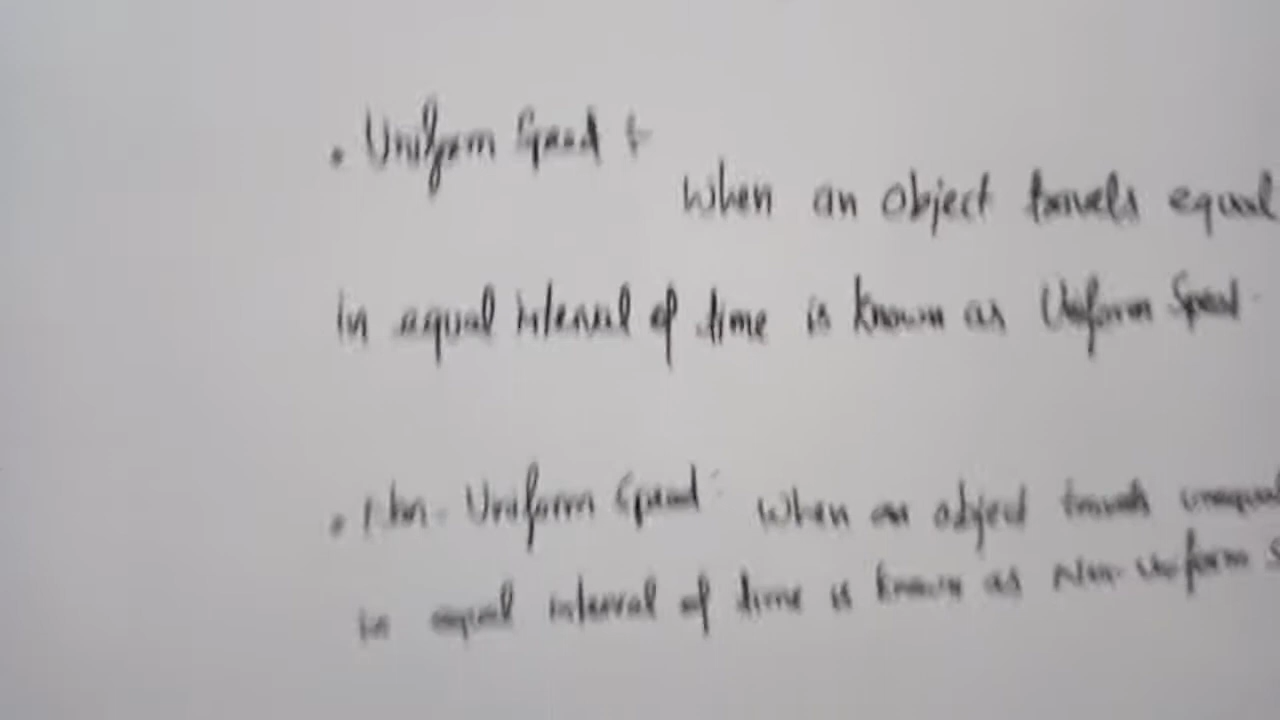 • Uniform Speed :-
When an object travels equal
in equal interval of time is known as Uniform Speed.
• Non-Uniform Speed: When an object travels unequal
in equal interval of time is known as Non-Uniform S